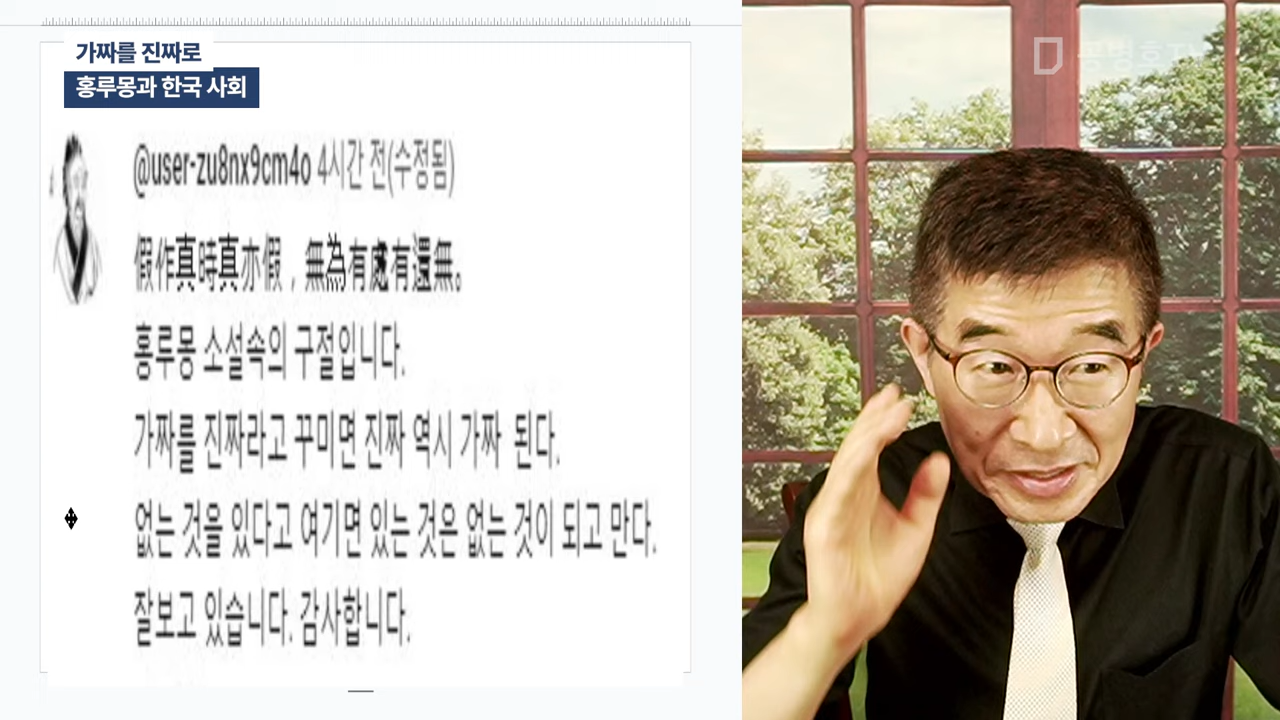 가짜를 진짜로
홍루몽과 한국 사회
@user-zu8nx9cm4o 4시간 전(수정됨)
假作真時真亦假，無為有處有還無。
홍루몽 소설속의 구절입니다.
가짜를 진짜라고 꾸미면 진짜 역시 가짜 된다.
없는 것을 있다고 여기면 있는 것은 없는 것이 되고 만다.
잘보고 있습니다. 감사합니다.
공병호TV